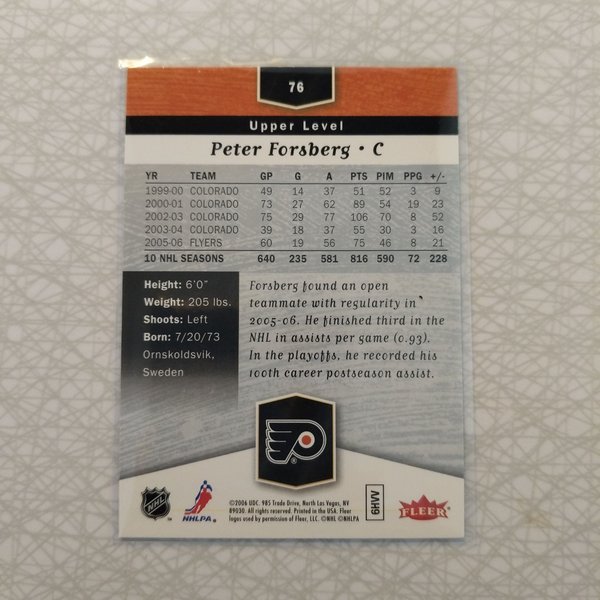 76
Upper Level
Peter Forsberg • C
YR TEAM GP G A PTS PIM PPG +/-
1999-00 COLORADO 49 14 37 51 52 3 9
2000-01 COLORADO 73 27 62 89 54 19 23
2002-03 COLORADO 75 29 77 106 70 8 52
2003-04 COLORADO 39 18 37 55 30 3 16
2005-06 FLYERS 60 19 56 75 46 8 21
10 NHL SEASONS 640 235 581 816 590 72 228
Height: 6'0"
Weight: 205 lbs.
Shoots: Left
Born: 7/20/73
Ornskoldsvik,
Sweden
Forsberg found an open
teammate with regularity in
2005-06. He finished third in the
NHL in assists per game (0.93).
In the playoffs, he recorded his
100th career postseason assist.
®
NHL
TM
NHLPA®
©2006 UDC. 985 Trade Drive, North Las Vegas, NV
89030. All rights reserved. Printed in the USA. Fleer
logos used by permission of Fleer, LLC. ©NHL ©NHLPA
6HVV
FLEER